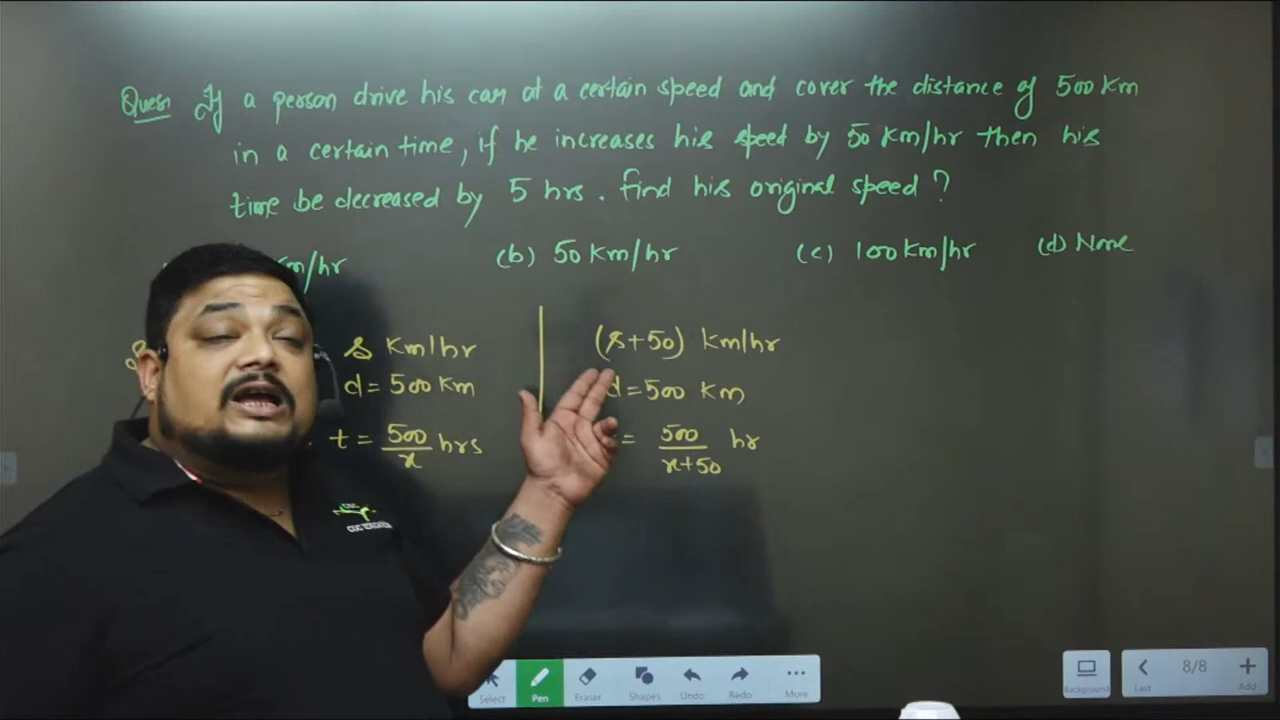 Quesn If a person drive his car at a certain speed and cover the distance of 500 Km
in a certain time, if he increases his speed by 50 Km/hr then his
time be decreased by 5 hrs. Find his original speed?
Km/hr (b) 50 Km/hr (c) 100 Km/hr (d) None
s Km/hr (s+50) km/hr
d = 500 Km d = 500 Km
t = 500/x hrs = 500/x+50 hr
Select Pen Eraser Shapes Undo Redo More Background Last 8/8 Add